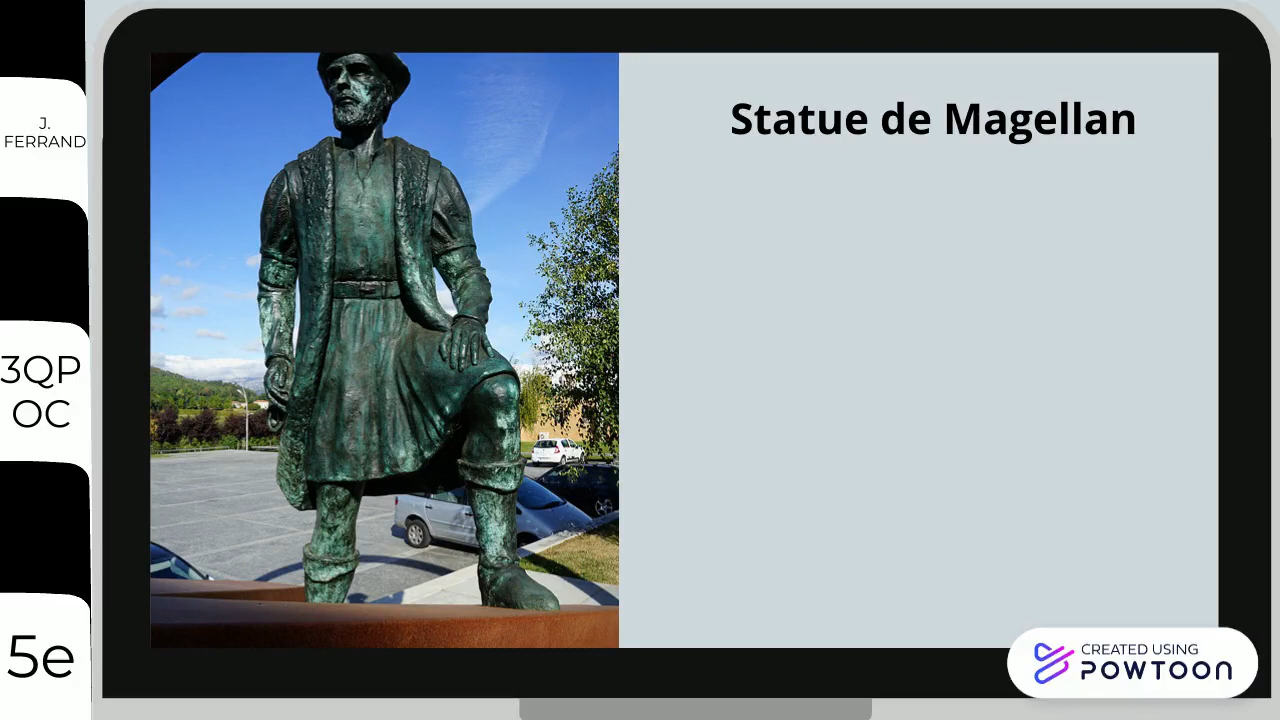 J.
FERRAND
3QP
OC
5e
Statue de Magellan
CREATED USING
POWTOON